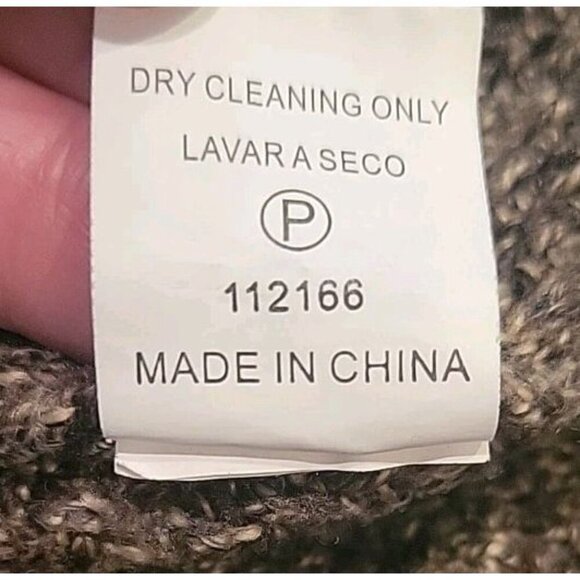 DRY CLEANING ONLY
LAVAR A SECO
P
112166
MADE IN CHINA